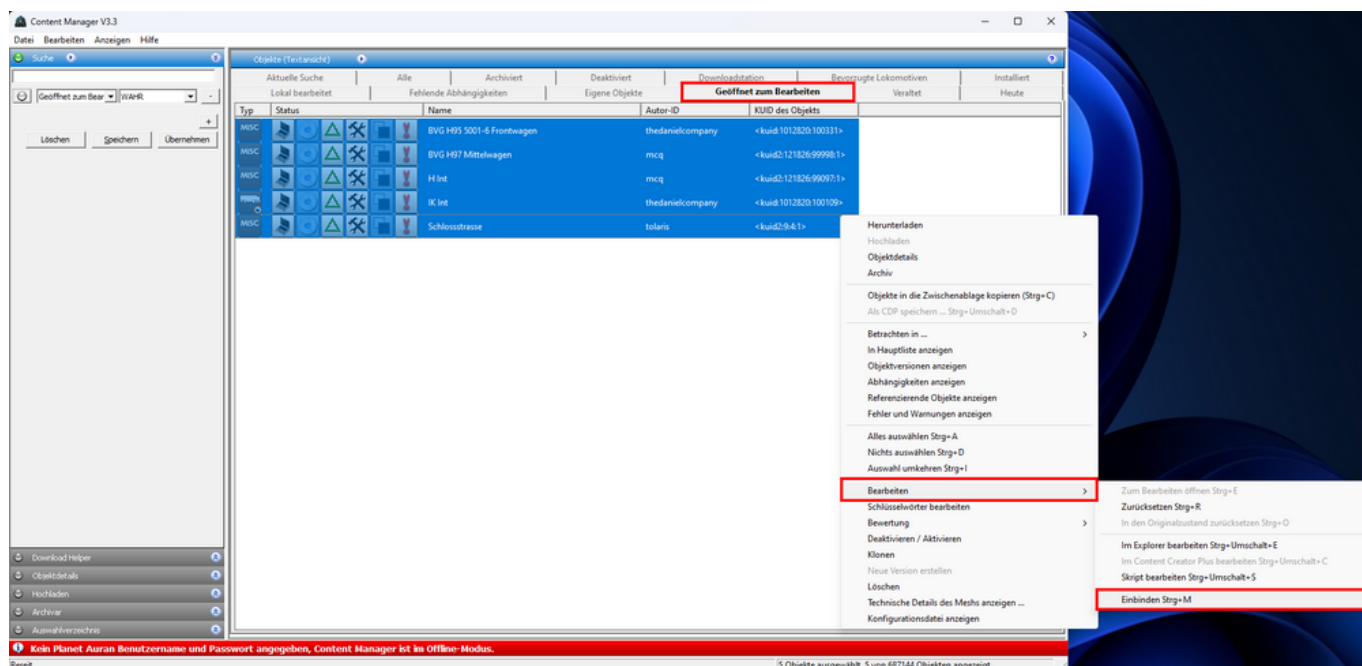 Content Manager V3.3
Datei Bearbeiten Anzeigen Hilfe
Suche
Objekte (Textansicht)
Aktuelle Suche Alle Archiviert Deaktiviert Downloadstation Bevorzugte Lokomotiven Installiert
Geöffnet zum Bear WAHR -
Lokal bearbeitet Fehlende Abhängigkeiten Eigene Objekte Geöffnet zum Bearbeiten Veraltet Heute
Typ Status Name Autor-ID KUID des Objekts
+
Löschen Speichern Übernehmen
MISC BVG H95 5001-6 Frontwagen thedanielcompany <kuid:1012820:100331>
MISC BVG H97 Mittelwagen mcq <kuid2:121826:99998:1>
MISC H Int mcq <kuid2:121826:99097:1>
IK Int thedanielcompany <kuid:1012820:100109>
MISC Schlossstrasse tolaris <kuid2:9:4:1>
Herunterladen
Hochladen
Objektdetails
Archiv
Objekte in die Zwischenablage kopieren (Strg+C)
Als CDP speichern ... Strg+Umschalt+D
Betrachten in ...
In Hauptliste anzeigen
Objektversionen anzeigen
Abhängigkeiten anzeigen
Referenzierende Objekte anzeigen
Fehler und Warnungen anzeigen
Alles auswählen Strg+A
Nichts auswählen Strg+D
Auswahl umkehren Strg+I
Bearbeiten
Schlüsselwörter bearbeiten
Bewertung
Deaktivieren / Aktivieren
Klonen
Neue Version erstellen
Löschen
Technische Details des Meshs anzeigen ...
Konfigurationsdatei anzeigen
Zum Bearbeiten öffnen Strg+E
Zurücksetzen Strg+R
In den Originalzustand zurücksetzen Strg+O
Im Explorer bearbeiten Strg+Umschalt+E
Im Content Creator Plus bearbeiten Strg+Umschalt+C
Skript bearbeiten Strg+Umschalt+S
Einbinden Strg+M
Download Helper
Objektdetails
Hochladen
Archivar
Auswahlverzeichnis
Kein Planet Auran Benutzername und Passwort angegeben, Content Manager ist im Offline-Modus.
Bereit 5 Objekte ausgewählt, 5 von 687144 Objekten angezeigt